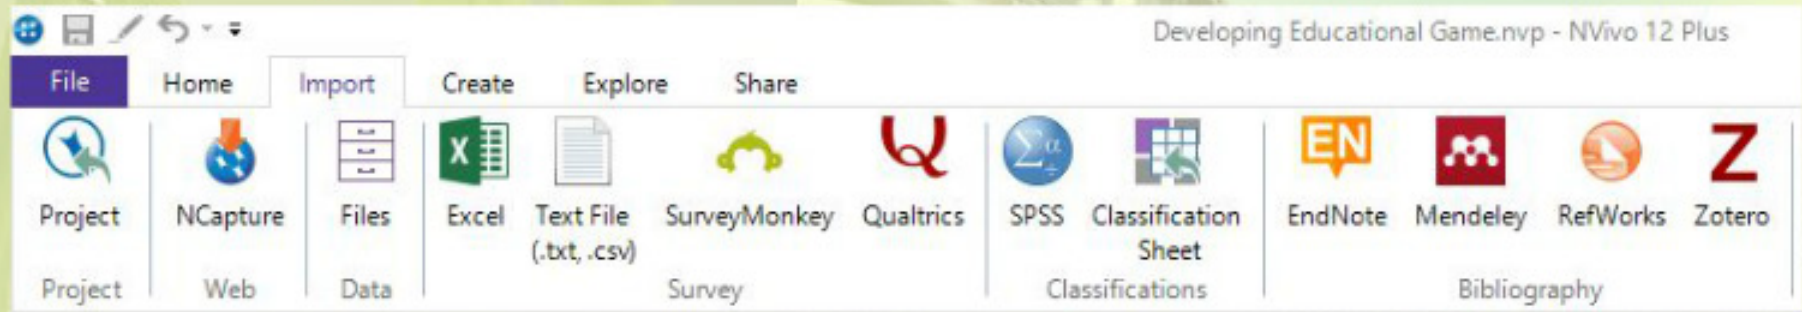 Developing Educational Game.nvp - NVivo 12 Plus
File Home Import Create Explore Share
X EN Z
Project NCapture Files Excel Text File SurveyMonkey Qualtrics SPSS Classification EndNote Mendeley RefWorks Zotero
(.txt, .csv) Sheet
Project Web Data Survey Classifications Bibliography